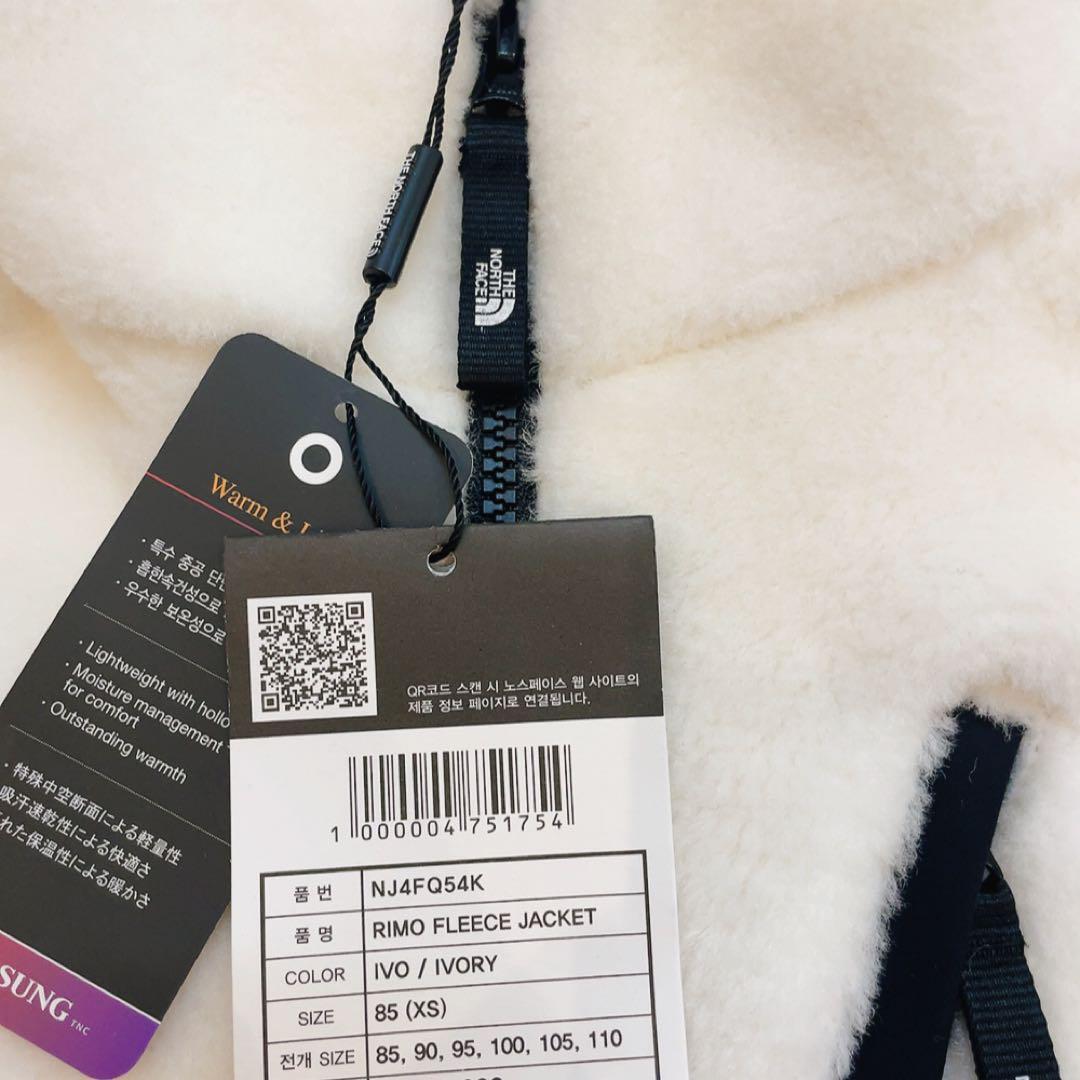 THE NORTH FACE
THE
NORTH
FACE
Warm &
· 특수 중공
· 흡한속건성으로
· 우수한 보온성으로
· Lightweight with
· Moisture management
for comfort
· Outstanding warmth
· 特殊中空断面による軽量性
吸汗速乾性による快適さ
れた保温性による暖かさ
SUNG TNC
QR코드 스캔 시 노스페이스 웹 사이트의
제품 정보 페이지로 연결됩니다.
1 000004 751754
품 번 NJ4FQ54K
품 명 RIMO FLEECE JACKET
COLOR IVO / IVORY
SIZE 85 (XS)
전개 SIZE 85, 90, 95, 100, 105, 110